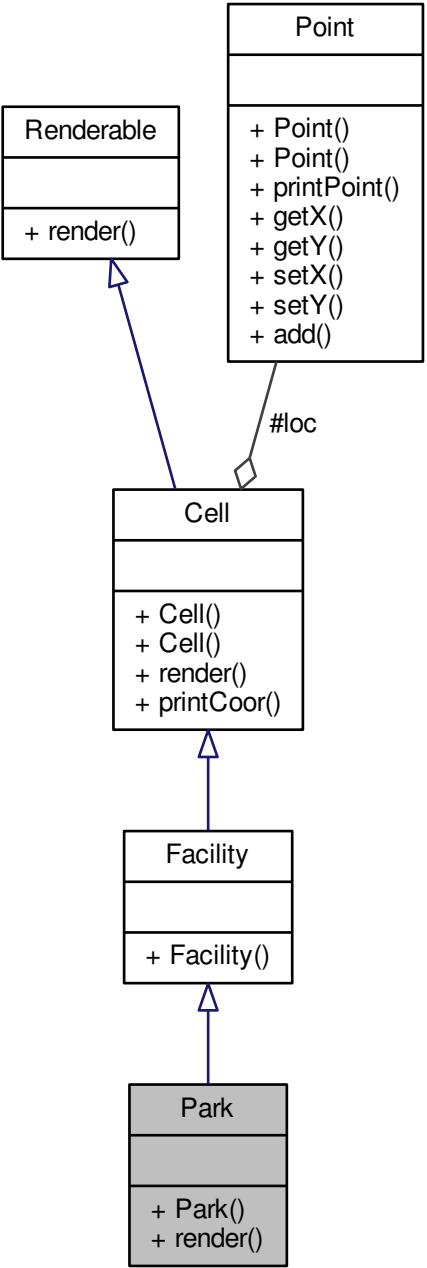 Point
+ Point()
+ Point()
+ printPoint()
+ getX()
+ getY()
+ setX()
+ setY()
+ add()
Renderable
+ render()
#loc
Cell
+ Cell()
+ Cell()
+ render()
+ printCoor()
Facility
+ Facility()
Park
+ Park()
+ render()